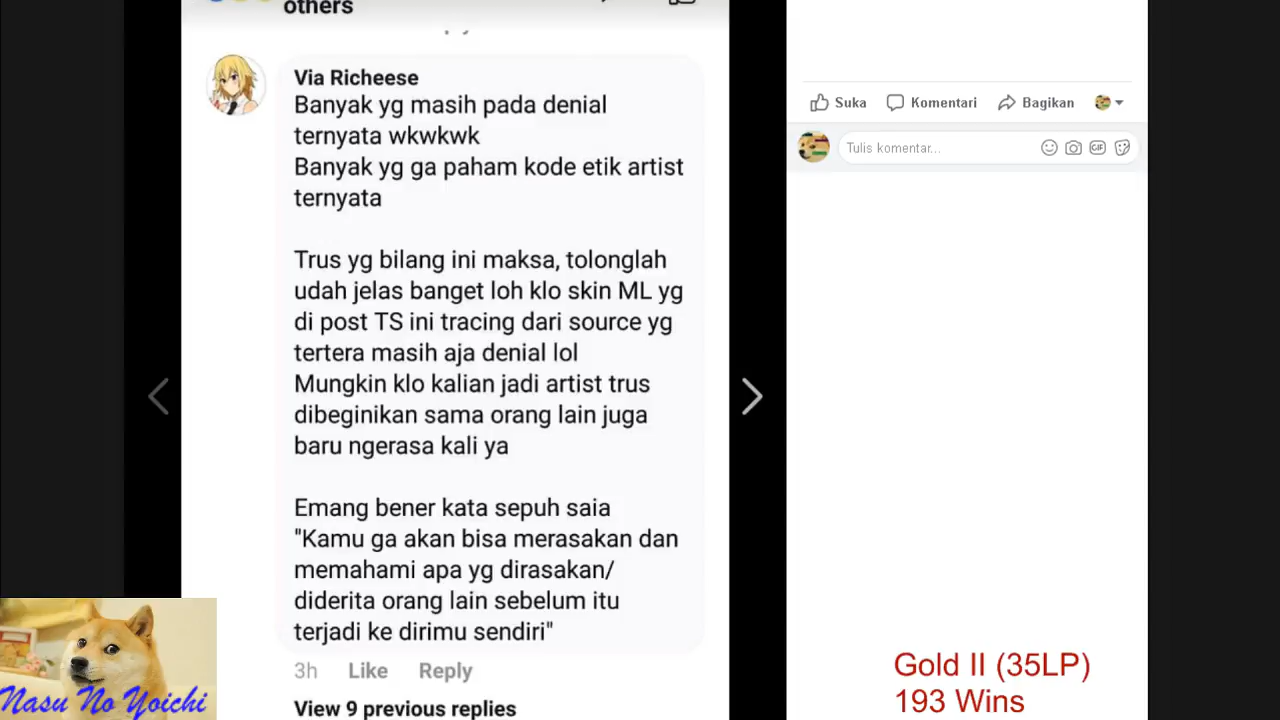 others
Via Richeese
Banyak yg masih pada denial
ternyata wkwkwk
Banyak yg ga paham kode etik artist
ternyata
Trus yg bilang ini maksa, tolonglah
udah jelas banget loh klo skin ML yg
di post TS ini tracing dari source yg
tertera masih aja denial lol
Mungkin klo kalian jadi artist trus
dibeginikan sama orang lain juga
baru ngerasa kali ya
Emang bener kata sepuh saia
"Kamu ga akan bisa merasakan dan
memahami apa yg dirasakan/
diderita orang lain sebelum itu
terjadi ke dirimu sendiri"
3h Like Reply
View 9 previous replies
Suka Komentari Bagikan
Tulis komentar...
GIF
Nasu No Yoichi
Gold II (35LP)
193 Wins